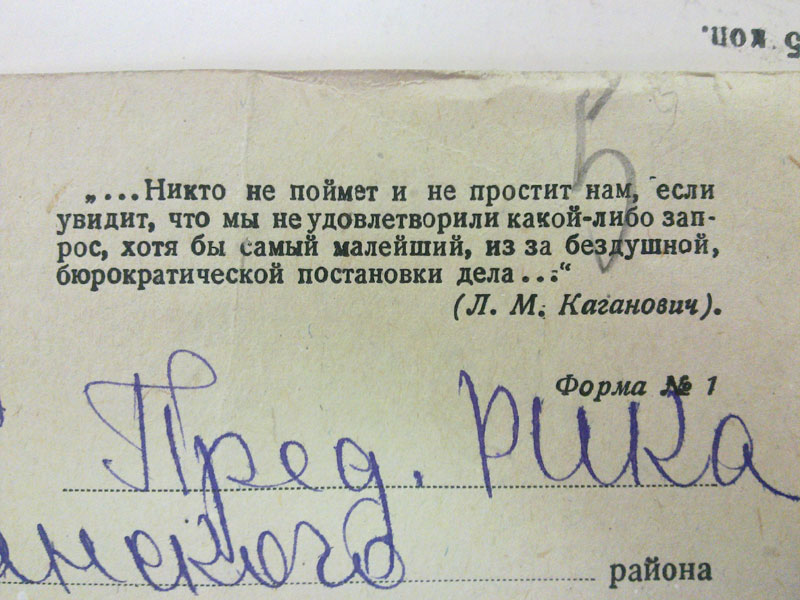 5 коп.
5
„...Никто не поймет и не простит нам, если
увидит, что мы не удовлетворили какой-либо зап-
рос, хотя бы самый малейший, из за бездушной,
бюрократической постановки дела...“
(Л. М. Каганович).
Форма № 1
Пред. РИКа
анского
района